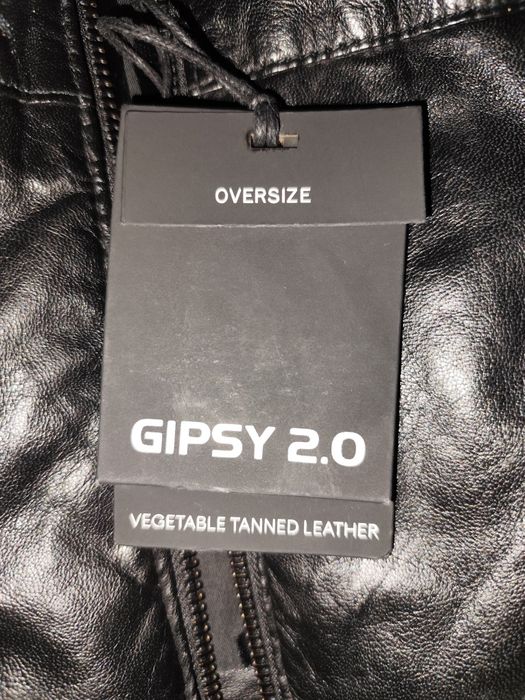 OVERSIZE
GIPSY 2.0
VEGETABLE TANNED LEATHER